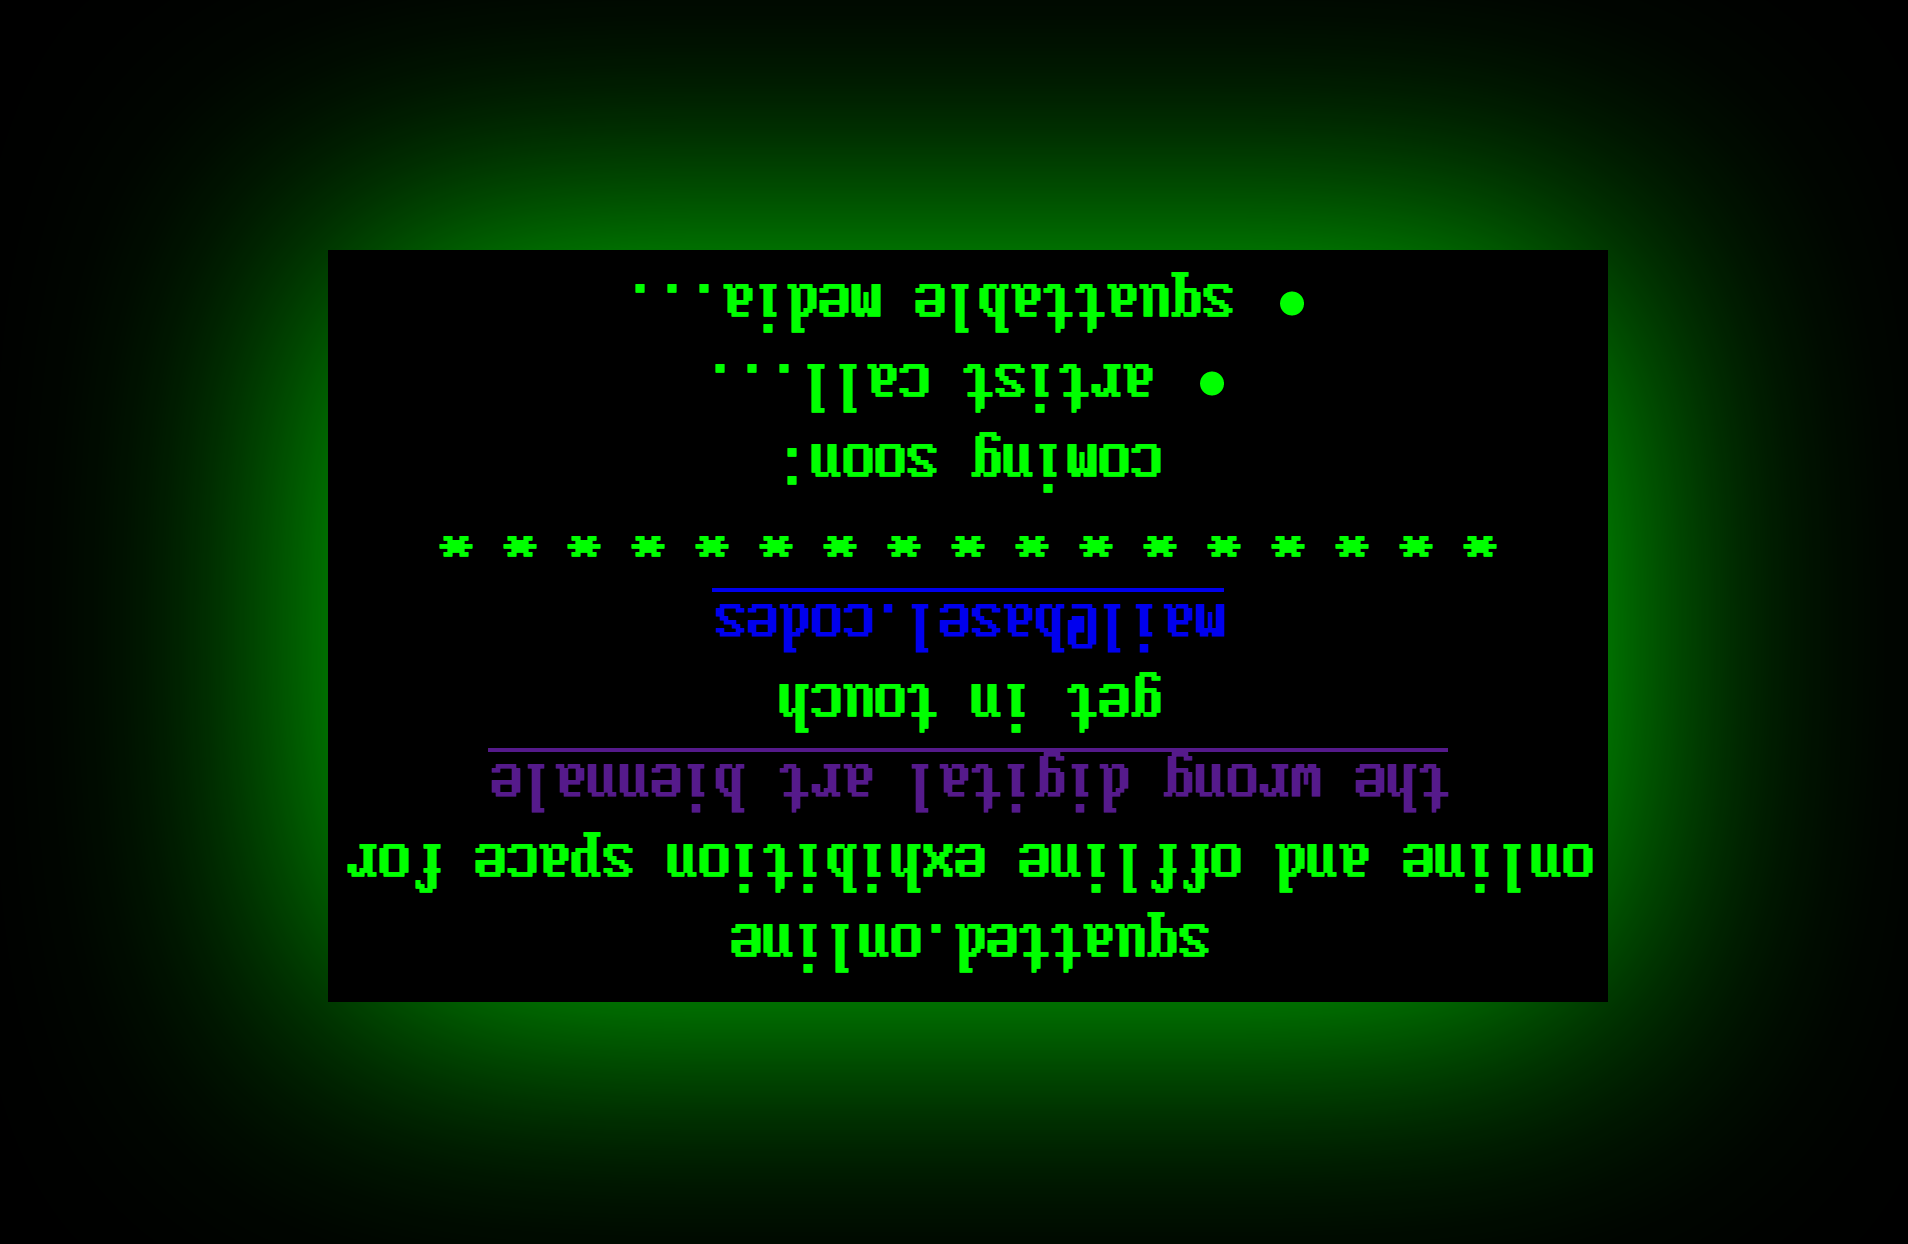 squatted.online
online and offline exhibition space for
the wrong digital art biennale
get in touch
mail@basel.codes
* * * * * * * * * * * * * * * * *
coming soon:
• artist call...
• squattable media...